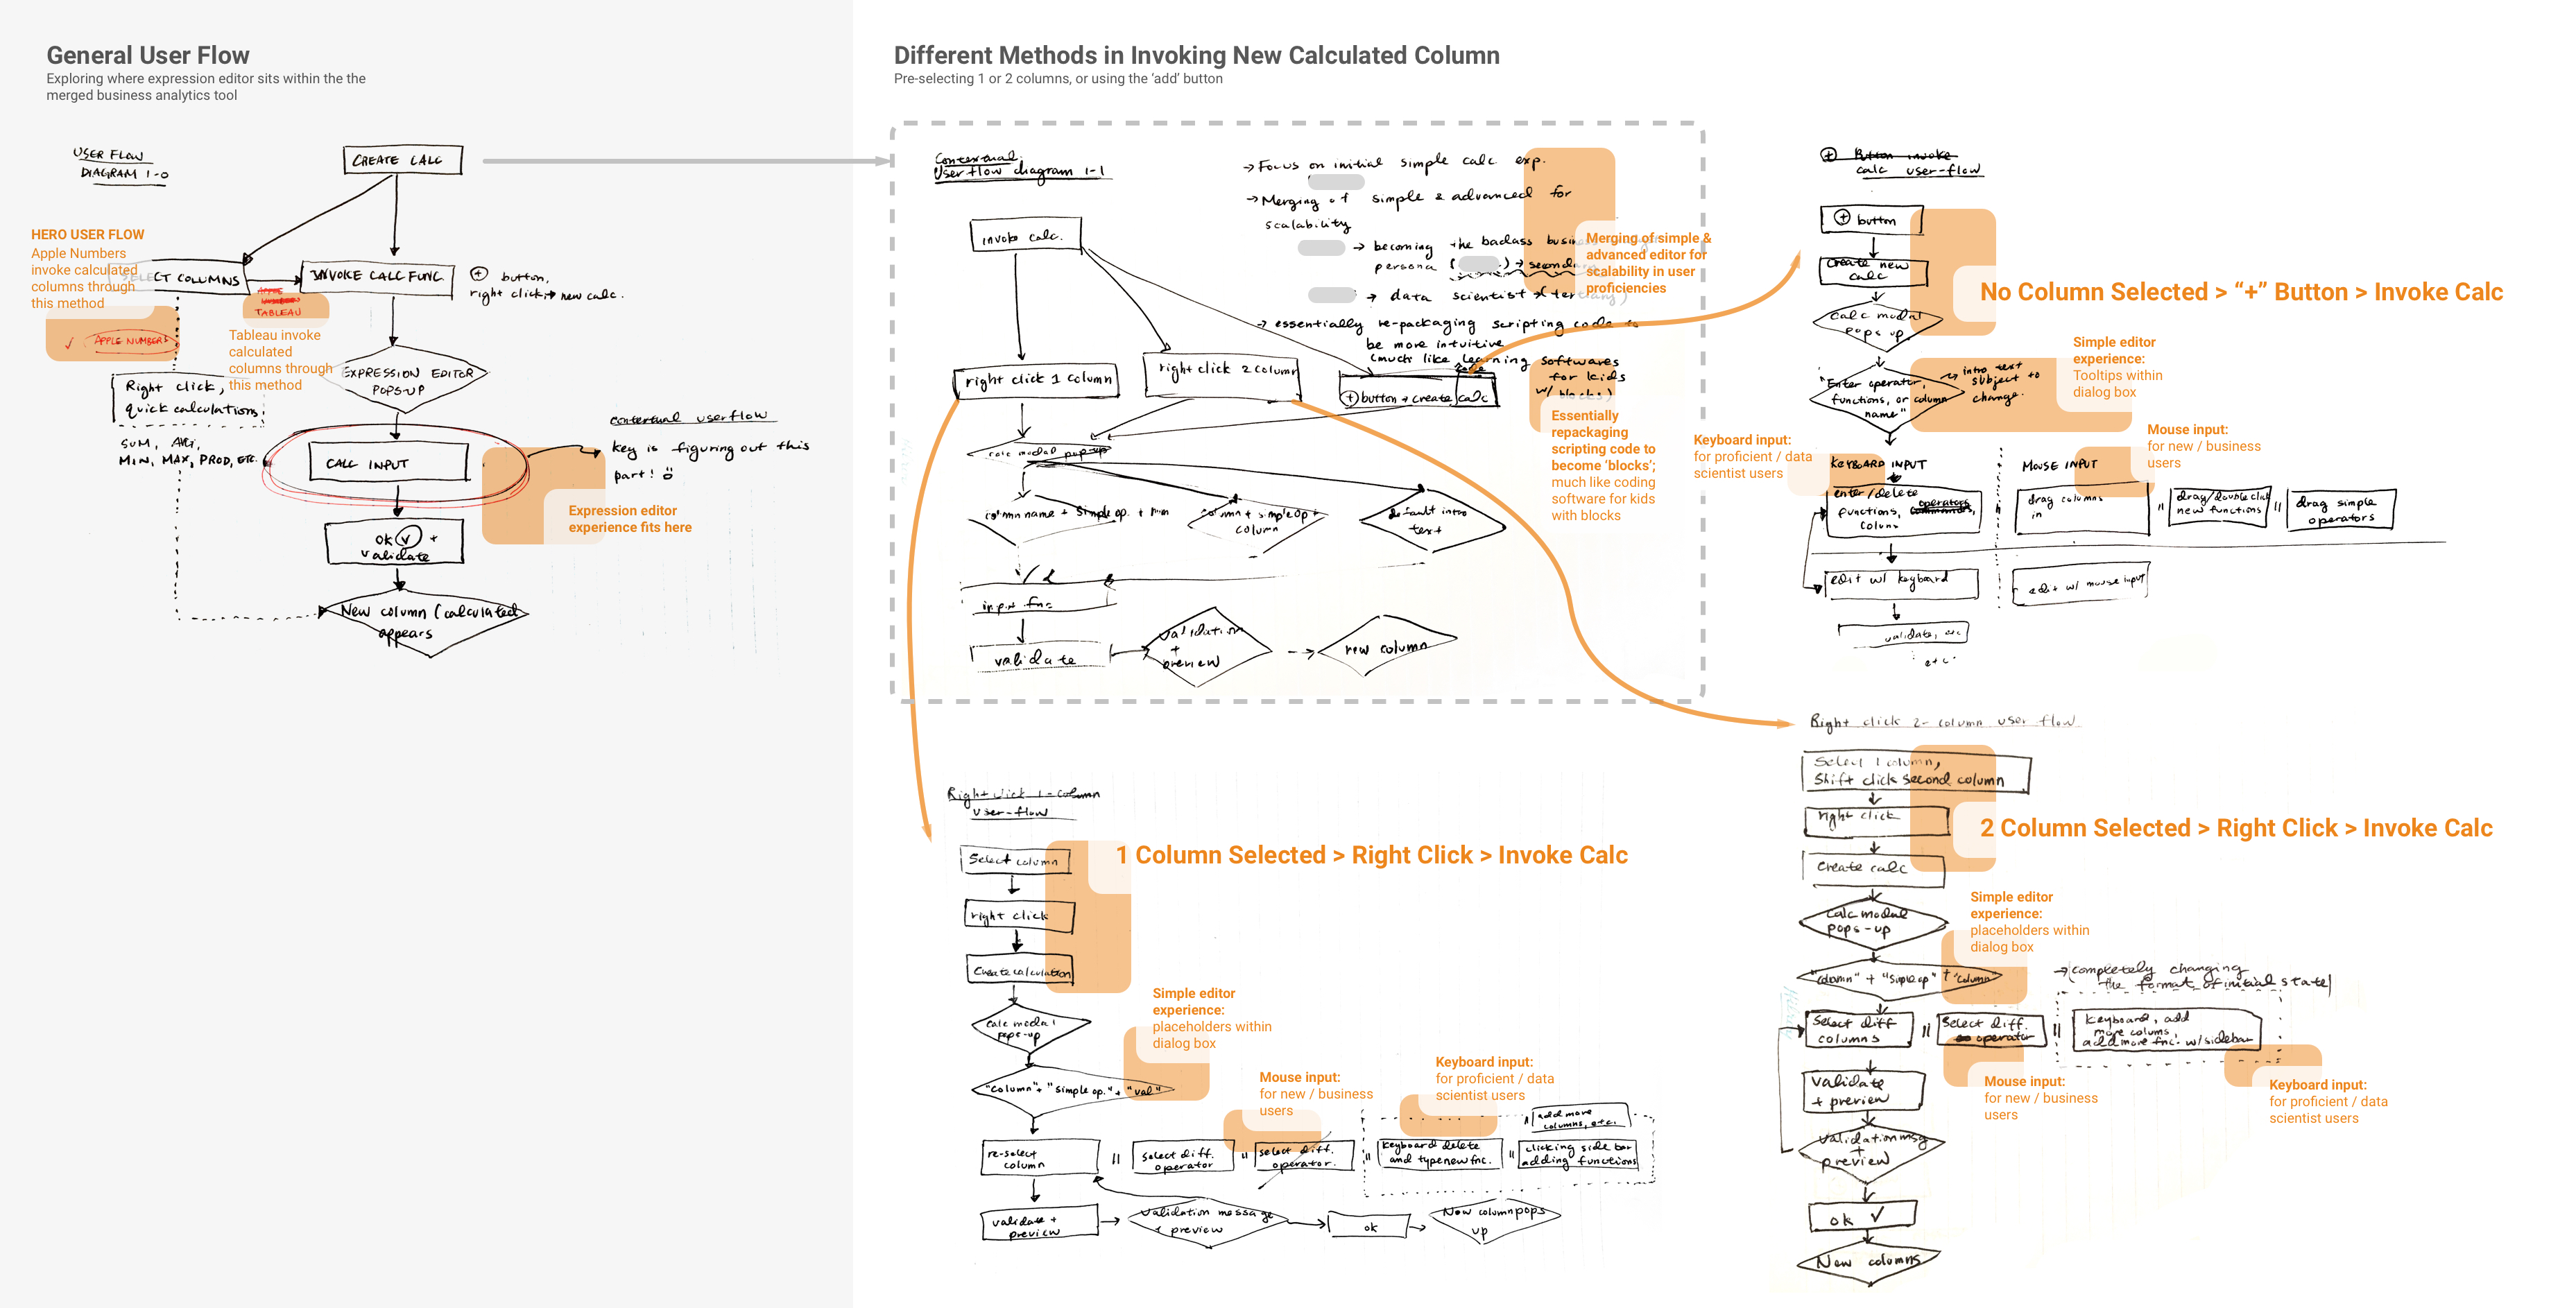 General User Flow
Exploring where expression editor sits within the the
merged business analytics tool
USER FLOW
DIAGRAM 1-0
CREATE CALC
HERO USER FLOW
Apple Numbers
invoke calculated
columns through
this method
SELECT COLUMNS
INVOKE CALC FUNC.
+ button,
right click → new calc.
TABLEAU
Tableau invoke
calculated
columns through
this method
✓ APPLE NUMBERS
EXPRESSION EDITOR
POPS-UP
Right click,
quick calculations.
SUM, AVG,
MIN, MAX, PROD, ETC.
CALC INPUT
contextual userflow
key is figuring out this
part!
Expression editor
experience fits here
ok ✓ +
validate
New column (calculated
appears
Different Methods in Invoking New Calculated Column
Pre-selecting 1 or 2 columns, or using the ‘add’ button
Contextual
User flow diagram 1-1
→ Focus on initial simple calc exp.
→ Merging of simple & advanced for
scalability
→ becoming the badass
persona
→ data scientist
→ essentially re-packaging scripting code to
be more intuitive
(much like learning softwares
for kids
w/ blocks)
Merging of simple &
advanced editor for
scalability in user
proficiencies
Essentially
repackaging
scripting code to
become ‘blocks’;
much like coding
software for kids
with blocks
invoke calc.
right click 1 column
right click 2 column
+ button → create calc
calc modal pop-up
column name + simple op. + num
column + simple op +
column
default intro
text
input fnc
validate
validation
+
preview
new column
+ Button invoke
calc user-flow
+ button
create new
calc
calc modal
pops up
No Column Selected > “+” Button > Invoke Calc
"Enter operator,
functions, or column
name"
→ intro text
subject to
change.
Simple editor
experience:
Tooltips within
dialog box
Keyboard input:
for proficient / data
scientist users
Mouse input:
for new / business
users
KEYBOARD INPUT
MOUSE INPUT
enter/delete
operators
functions,
column
drag columns
in
||
drag/double click
new functions
||
drag simple
operators
edit w/ keyboard
edit w/ mouse input
validate, etc
etc.
Right click 1-column
user-flow
1 Column Selected > Right Click > Invoke Calc
Select column
right click
Create calculation
calc modal
pops-up
"column" + "simple op." + "val"
Simple editor
experience:
placeholders within
dialog box
Mouse input:
for new / business
users
Keyboard input:
for proficient / data
scientist users
re-select
column
||
select diff.
operator
||
select diff.
operator.
||
keyboard delete
and type new fnc.
||
clicking side bar
adding functions
add more
columns, etc.
validate +
preview
validation message
+ preview
ok
New column pops
up
Right click 2-column user flow
Select 1 column,
Shift click second column
right click
create calc
2 Column Selected > Right Click > Invoke Calc
calc modal
pops-up
Simple editor
experience:
placeholders within
dialog box
"column" + "simple op" + "column"
→ completely changing
the format of initial state
Select diff
columns
||
Select diff.
operator
||
Keyboard, add
more colums,
add more fnc. w/sidebar
Mouse input:
for new / business
users
Keyboard input:
for proficient / data
scientist users
validate
+ preview
validation msg
+
preview
ok ✓
New columns